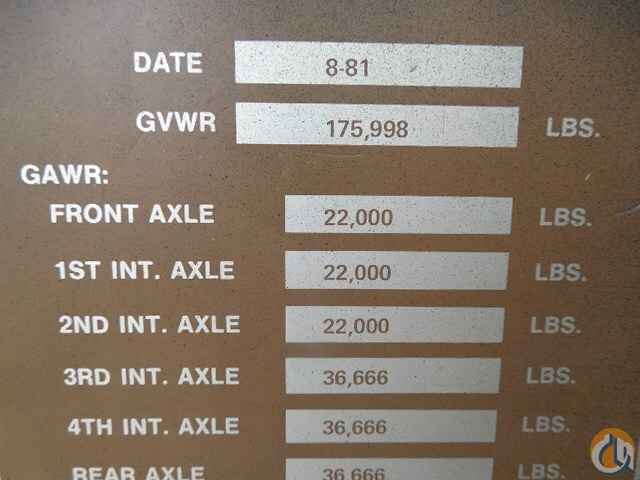 DATE 8-81
GVWR 175,998 LBS.
GAWR:
FRONT AXLE 22,000 LBS.
1ST INT. AXLE 22,000 LBS.
2ND INT. AXLE 22,000 LBS.
3RD INT. AXLE 36,666 LBS.
4TH INT. AXLE 36,666 LBS.
REAR AXLE 36,666 LBS.